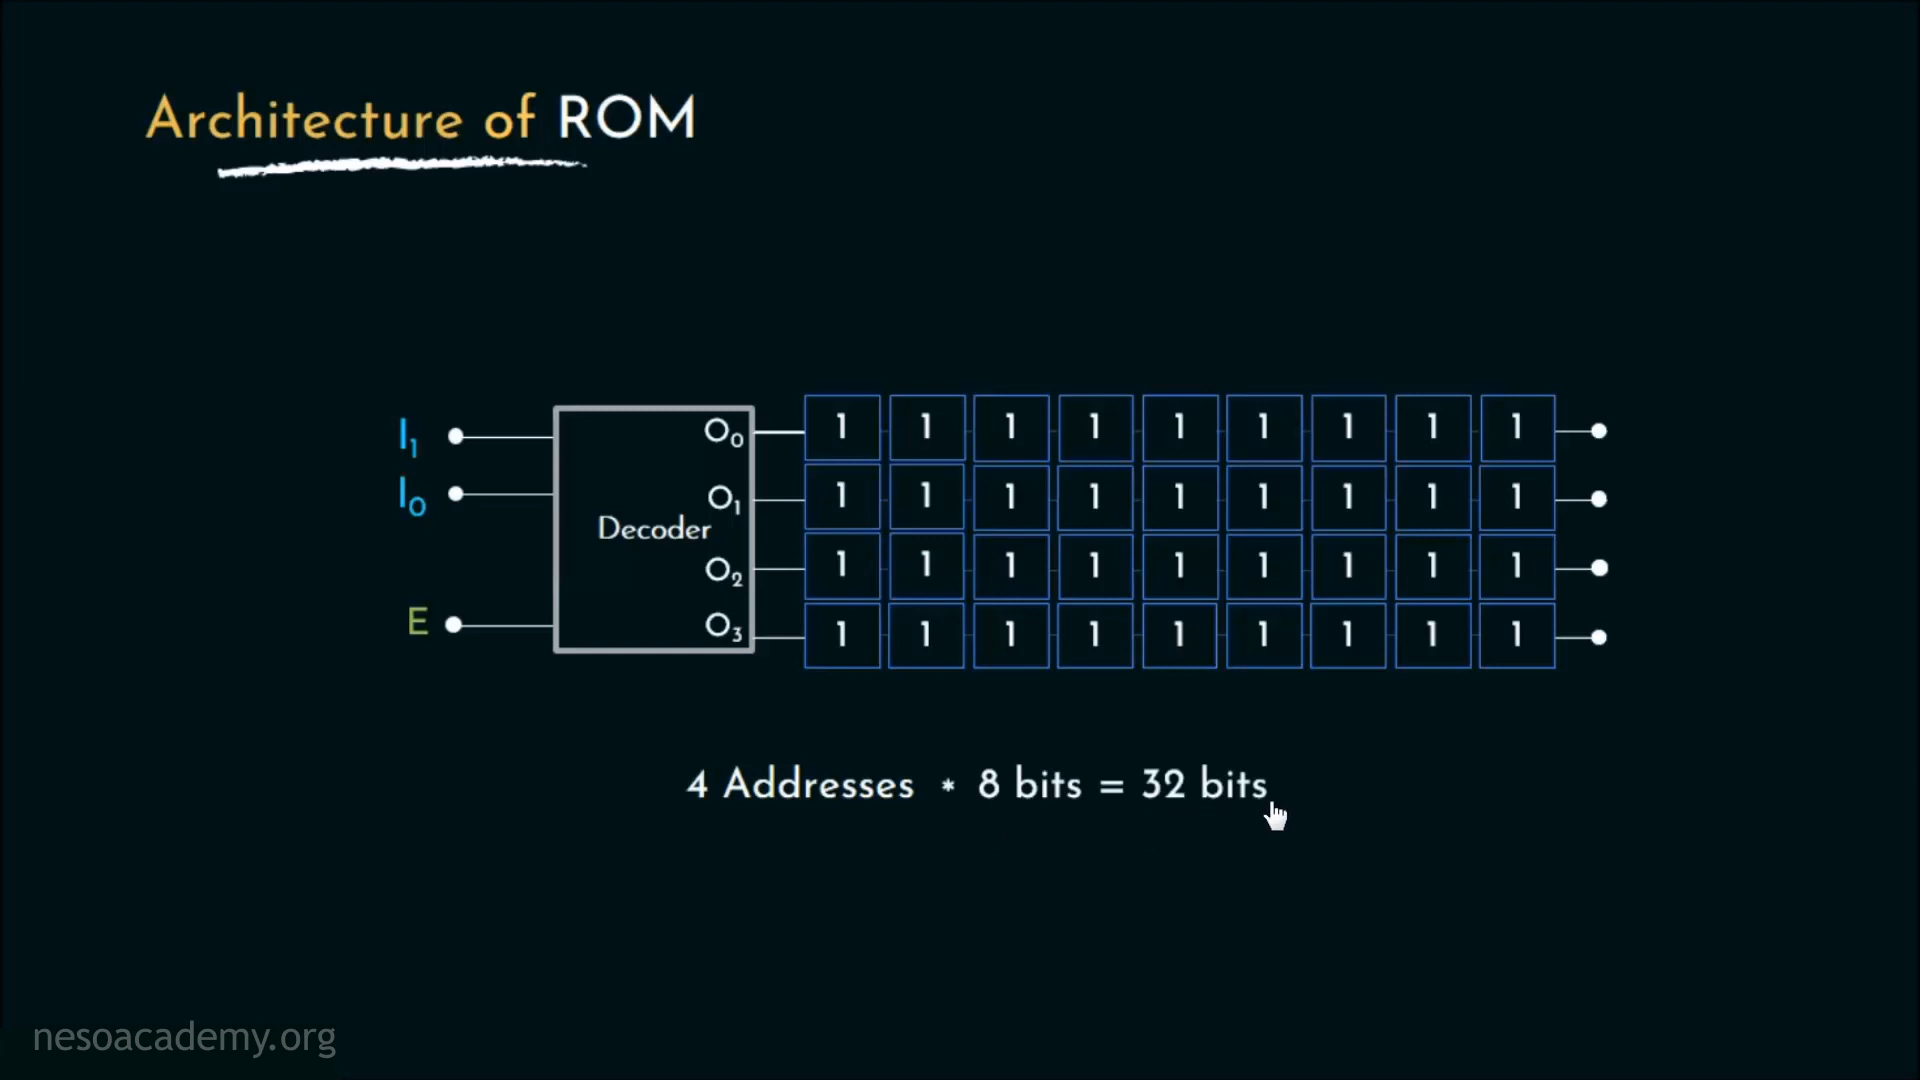 Architecture of ROM
I1 O0 1 1 1 1 1 1 1 1 1
I0 O1 1 1 1 1 1 1 1 1 1
Decoder
O2 1 1 1 1 1 1 1 1 1
E O3 1 1 1 1 1 1 1 1 1
4 Addresses * 8 bits = 32 bits
nesoacademy.org